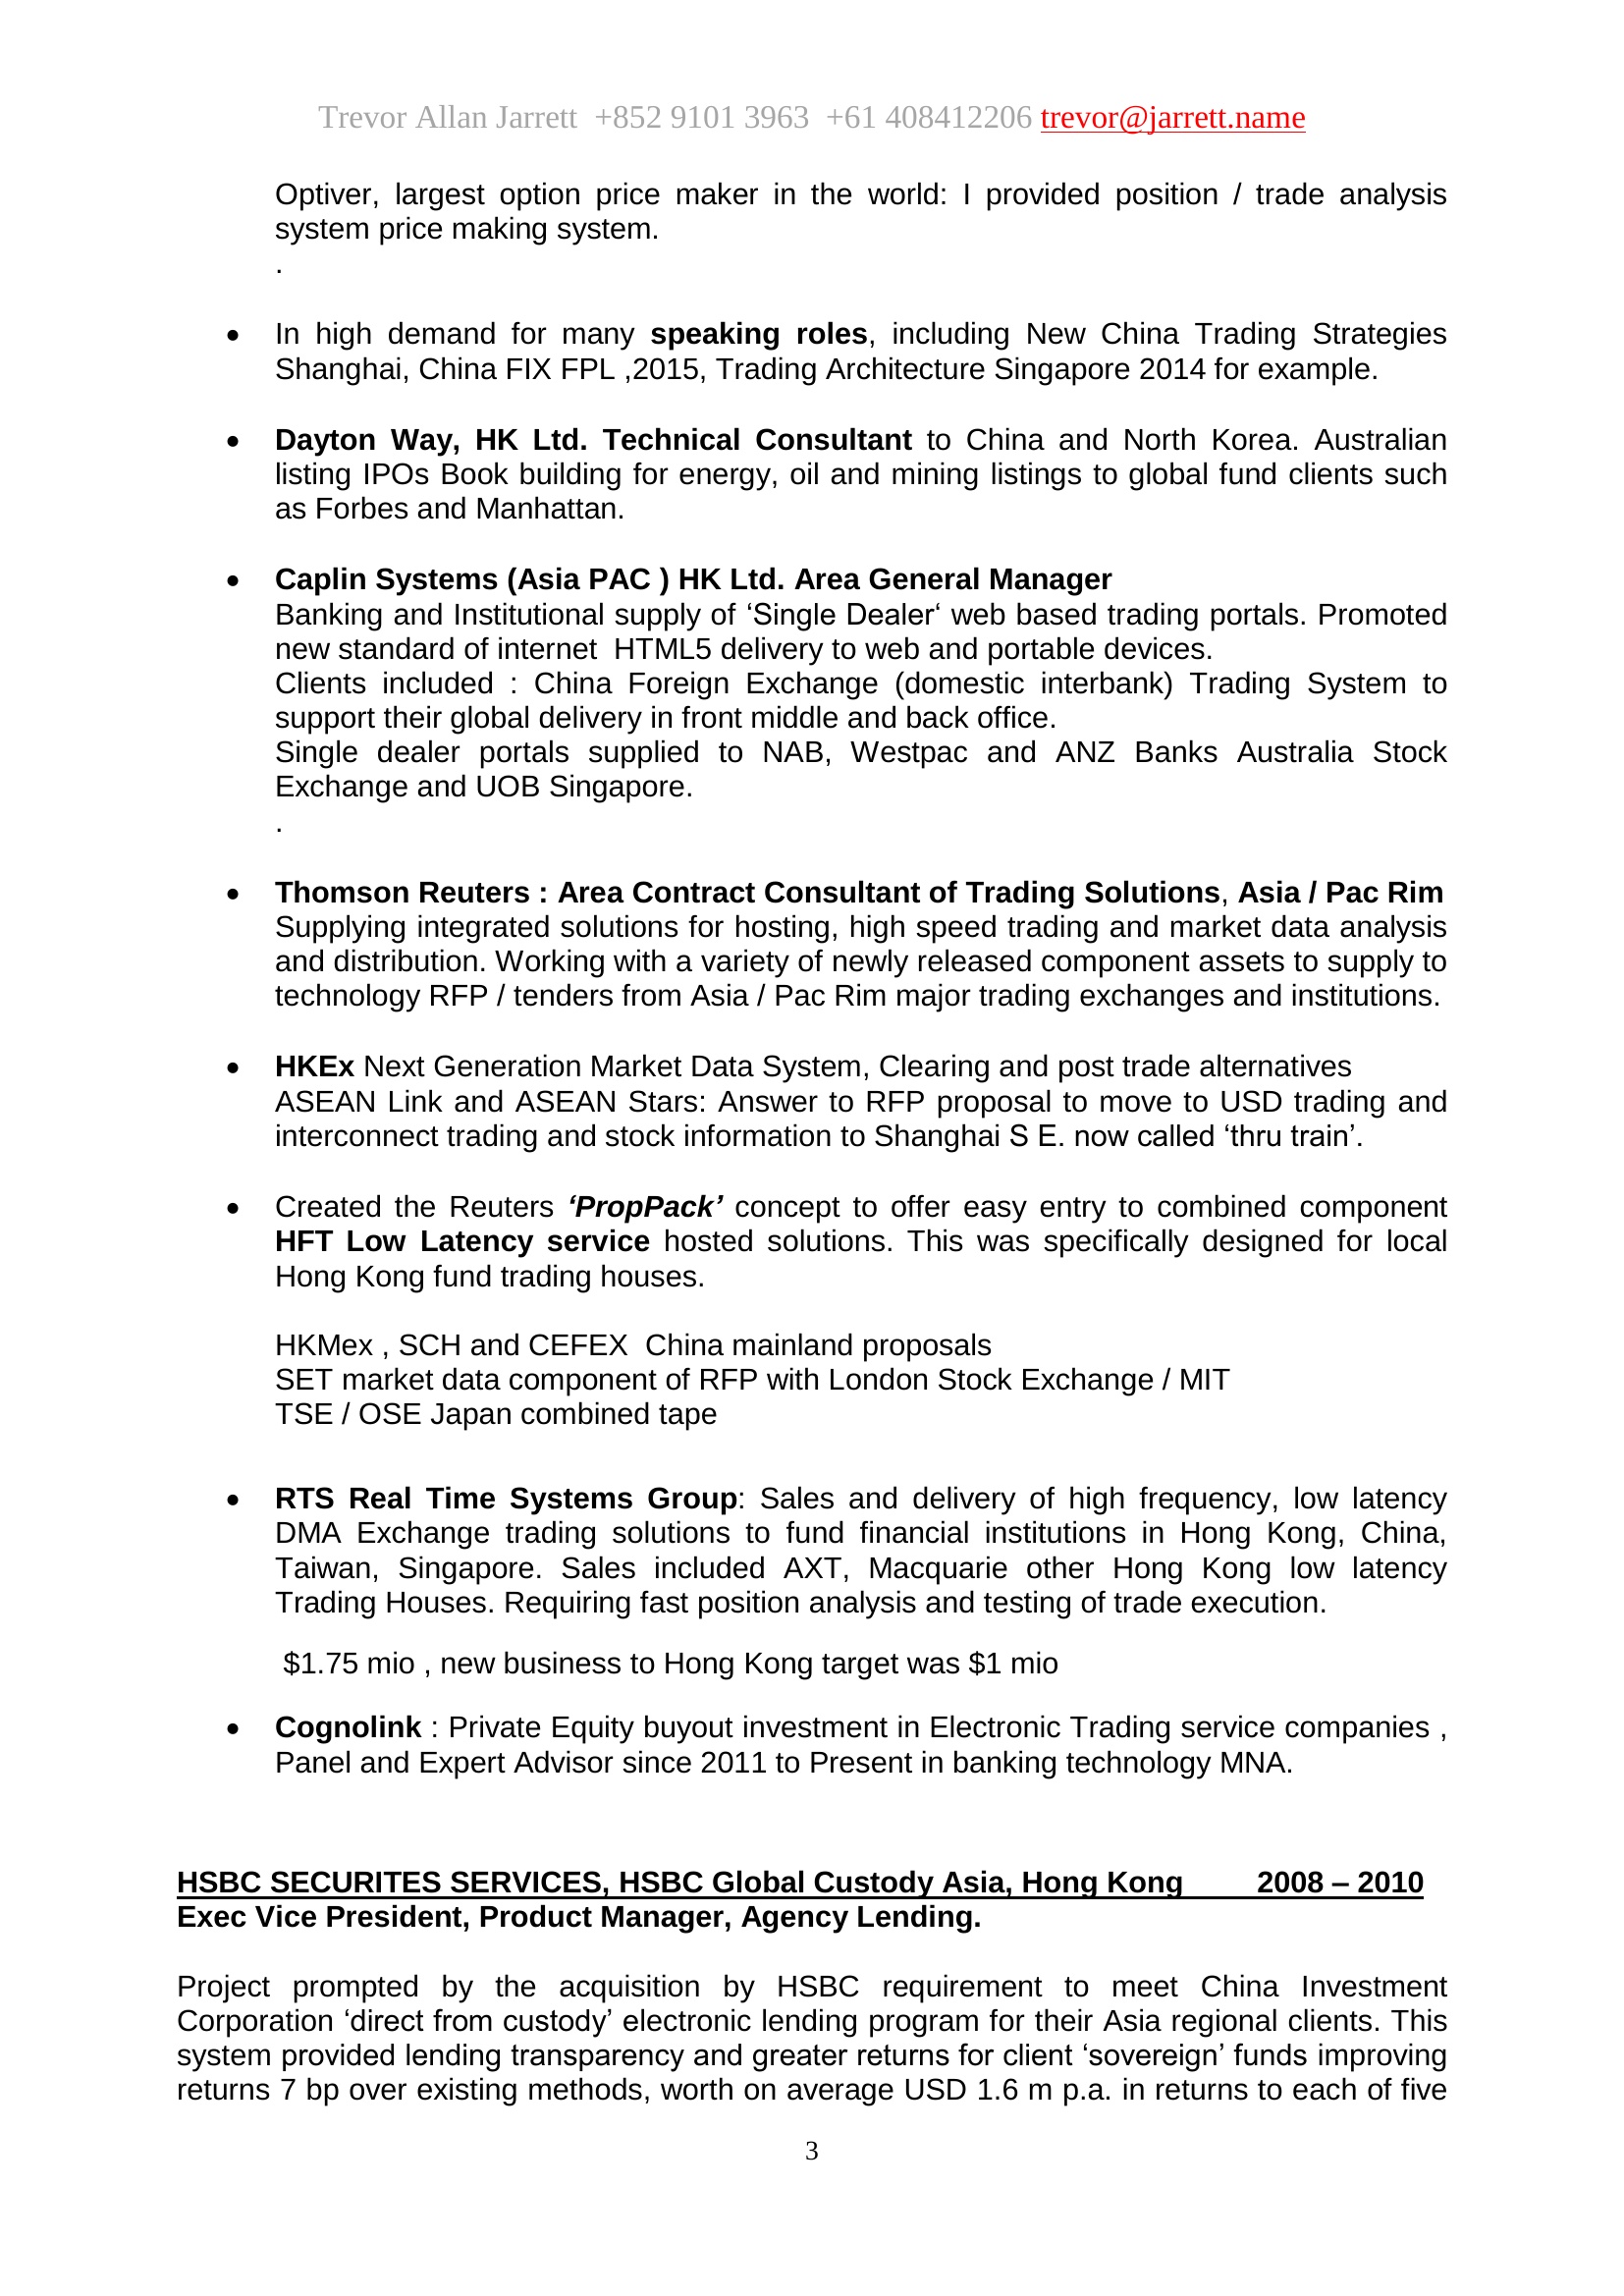 Trevor Allan Jarrett  +852 9101 3963  +61 408412206 trevor@jarrett.name
Optiver, largest option price maker in the world: I provided position / trade analysis
system price making system.
.
• In high demand for many speaking roles, including New China Trading Strategies
Shanghai, China FIX FPL ,2015, Trading Architecture Singapore 2014 for example.
• Dayton Way, HK Ltd. Technical Consultant to China and North Korea. Australian
listing IPOs Book building for energy, oil and mining listings to global fund clients such
as Forbes and Manhattan.
• Caplin Systems (Asia PAC ) HK Ltd. Area General Manager
Banking and Institutional supply of ‘Single Dealer‘ web based trading portals. Promoted
new standard of internet  HTML5 delivery to web and portable devices.
Clients included : China Foreign Exchange (domestic interbank) Trading System to
support their global delivery in front middle and back office.
Single dealer portals supplied to NAB, Westpac and ANZ Banks Australia Stock
Exchange and UOB Singapore.
.
• Thomson Reuters : Area Contract Consultant of Trading Solutions, Asia / Pac Rim
Supplying integrated solutions for hosting, high speed trading and market data analysis
and distribution. Working with a variety of newly released component assets to supply to
technology RFP / tenders from Asia / Pac Rim major trading exchanges and institutions.
• HKEx Next Generation Market Data System, Clearing and post trade alternatives
ASEAN Link and ASEAN Stars: Answer to RFP proposal to move to USD trading and
interconnect trading and stock information to Shanghai S E. now called ‘thru train’.
• Created the Reuters ‘PropPack’ concept to offer easy entry to combined component
HFT Low Latency service hosted solutions. This was specifically designed for local
Hong Kong fund trading houses.
HKMex , SCH and CEFEX  China mainland proposals
SET market data component of RFP with London Stock Exchange / MIT
TSE / OSE Japan combined tape
• RTS Real Time Systems Group: Sales and delivery of high frequency, low latency
DMA Exchange trading solutions to fund financial institutions in Hong Kong, China,
Taiwan, Singapore. Sales included AXT, Macquarie other Hong Kong low latency
Trading Houses. Requiring fast position analysis and testing of trade execution.
$1.75 mio , new business to Hong Kong target was $1 mio
• Cognolink : Private Equity buyout investment in Electronic Trading service companies ,
Panel and Expert Advisor since 2011 to Present in banking technology MNA.
HSBC SECURITES SERVICES, HSBC Global Custody Asia, Hong Kong 2008 – 2010
Exec Vice President, Product Manager, Agency Lending.
Project prompted by the acquisition by HSBC requirement to meet China Investment
Corporation ‘direct from custody’ electronic lending program for their Asia regional clients. This
system provided lending transparency and greater returns for client ‘sovereign’ funds improving
returns 7 bp over existing methods, worth on average USD 1.6 m p.a. in returns to each of five
3